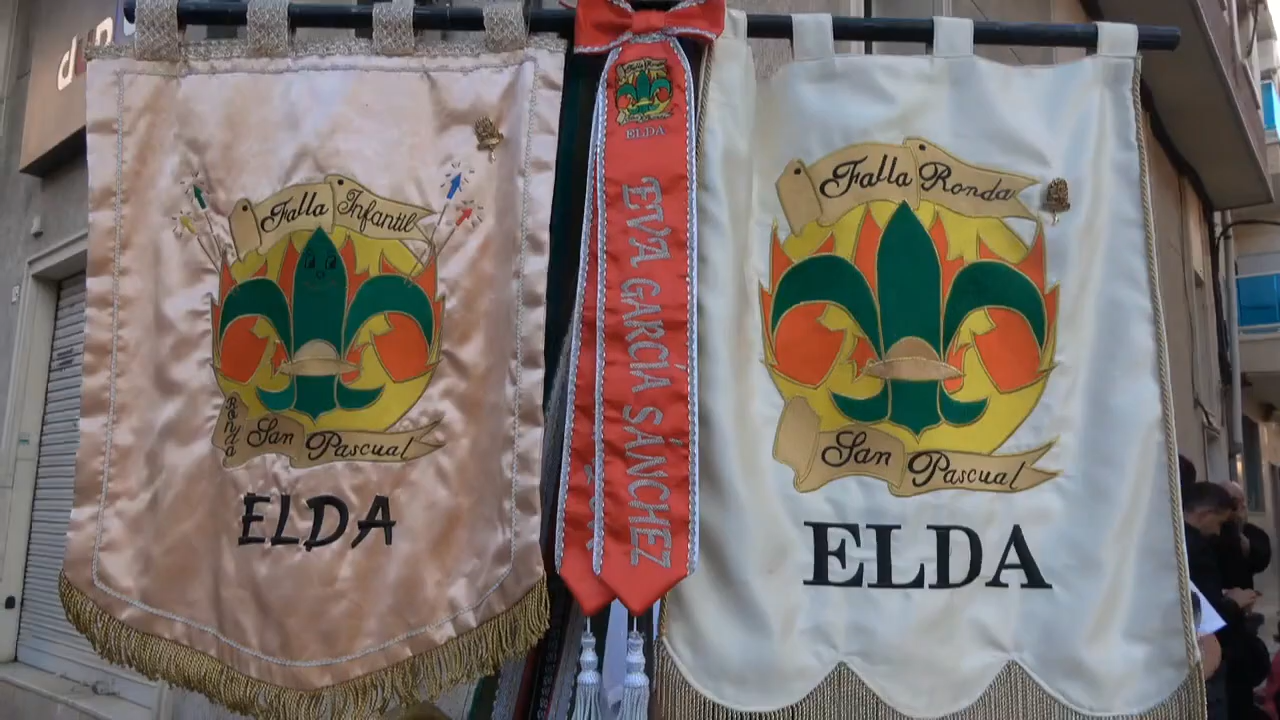 Falla Infantil
Ronda
San Pascual
ELDA
ELDA
EVA GARCÍA SÁNCHEZ
Falla Ronda
San Pascual
ELDA